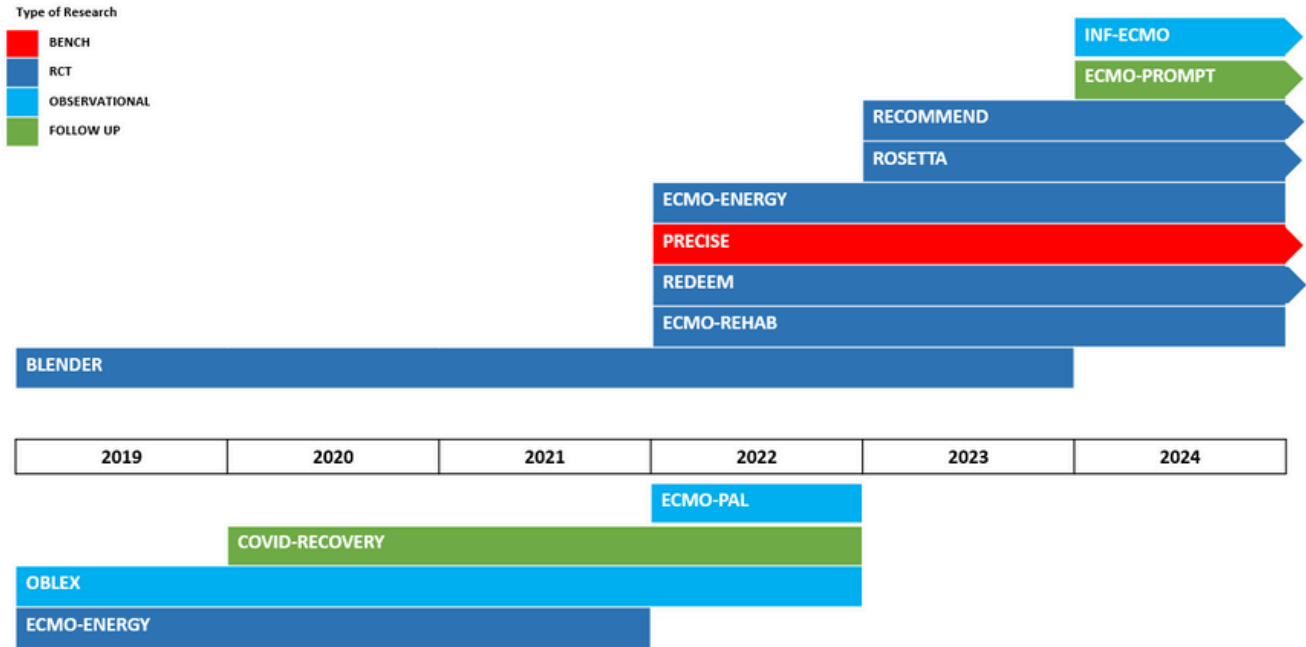 Type of Research
BENCH
RCT
OBSERVATIONAL
FOLLOW UP
INF-ECMO
ECMO-PROMPT
RECOMMEND
ROSETTA
ECMO-ENERGY
PRECISE
REDEEM
ECMO-REHAB
BLENDER
2019 2020 2021 2022 2023 2024
ECMO-PAL
COVID-RECOVERY
OBLEX
ECMO-ENERGY